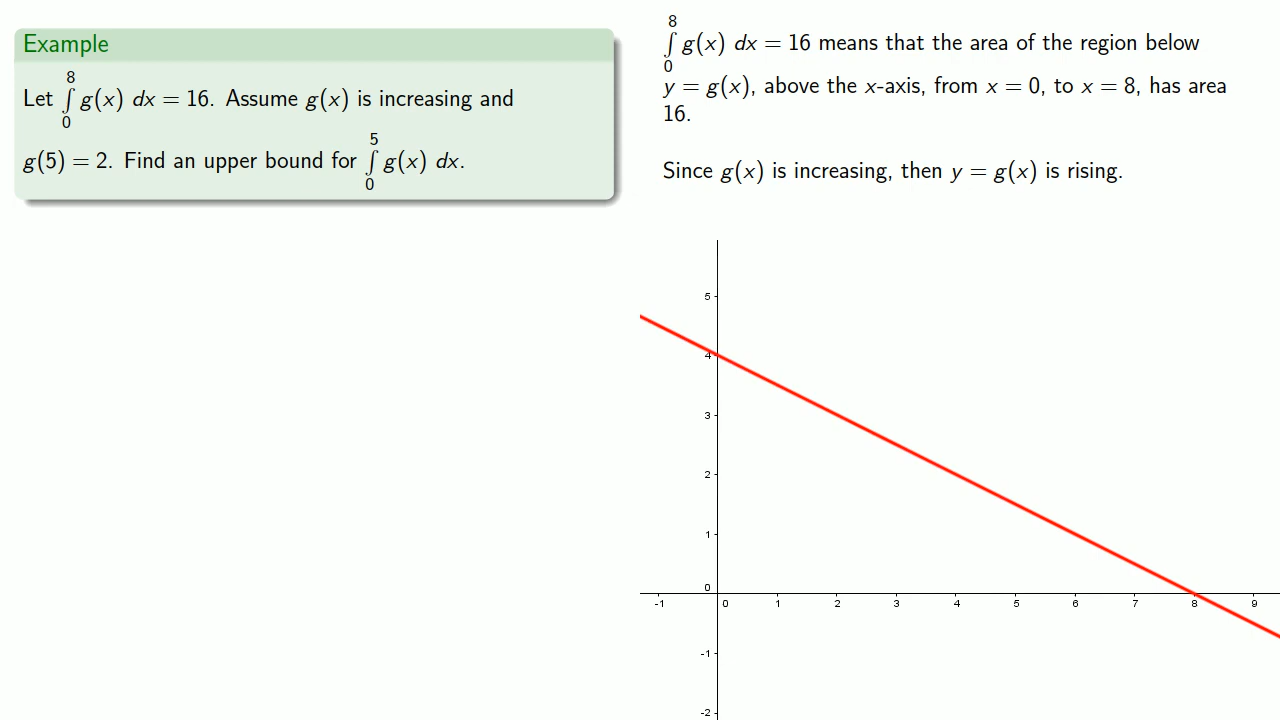 Example
Let ∫₀⁸ g(x) dx = 16. Assume g(x) is increasing and
g(5) = 2. Find an upper bound for ∫₀⁵ g(x) dx.
∫₀⁸ g(x) dx = 16 means that the area of the region below
y = g(x), above the x-axis, from x = 0, to x = 8, has area
16.
Since g(x) is increasing, then y = g(x) is rising.
5
4
3
2
1
0
-1 0 1 2 3 4 5 6 7 8 9
-1
-2